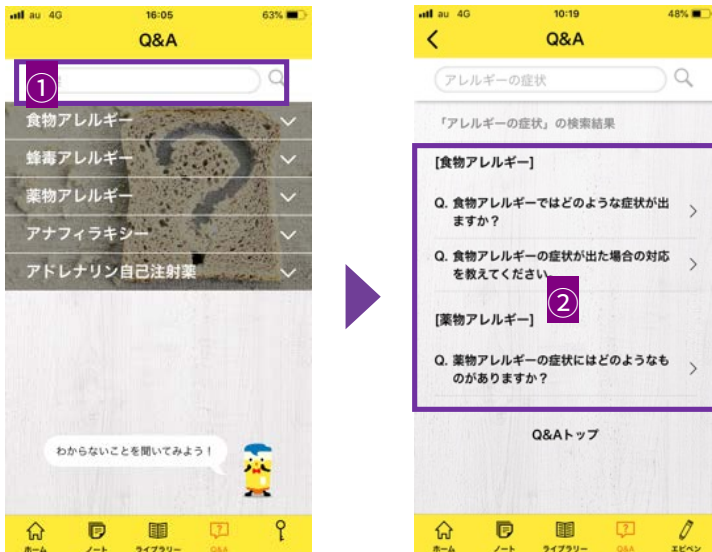 au 4G 16:05 63%
Q&A
①
食物アレルギー
蜂毒アレルギー
薬物アレルギー
アナフィラキシー
アドレナリン自己注射薬
わからないことを聞いてみよう！
ホーム ノート ライブラリー Q&A
au 4G 10:19 48%
Q&A
アレルギーの症状
「アレルギーの症状」の検索結果
[食物アレルギー]
Q. 食物アレルギーではどのような症状が出
ますか？
Q. 食物アレルギーの症状が出た場合の対応
を教えてください。
②
[薬物アレルギー]
Q. 薬物アレルギーの症状にはどのようなも
のがありますか？
Q&Aトップ
ホーム ノート ライブラリー Q&A エピペン